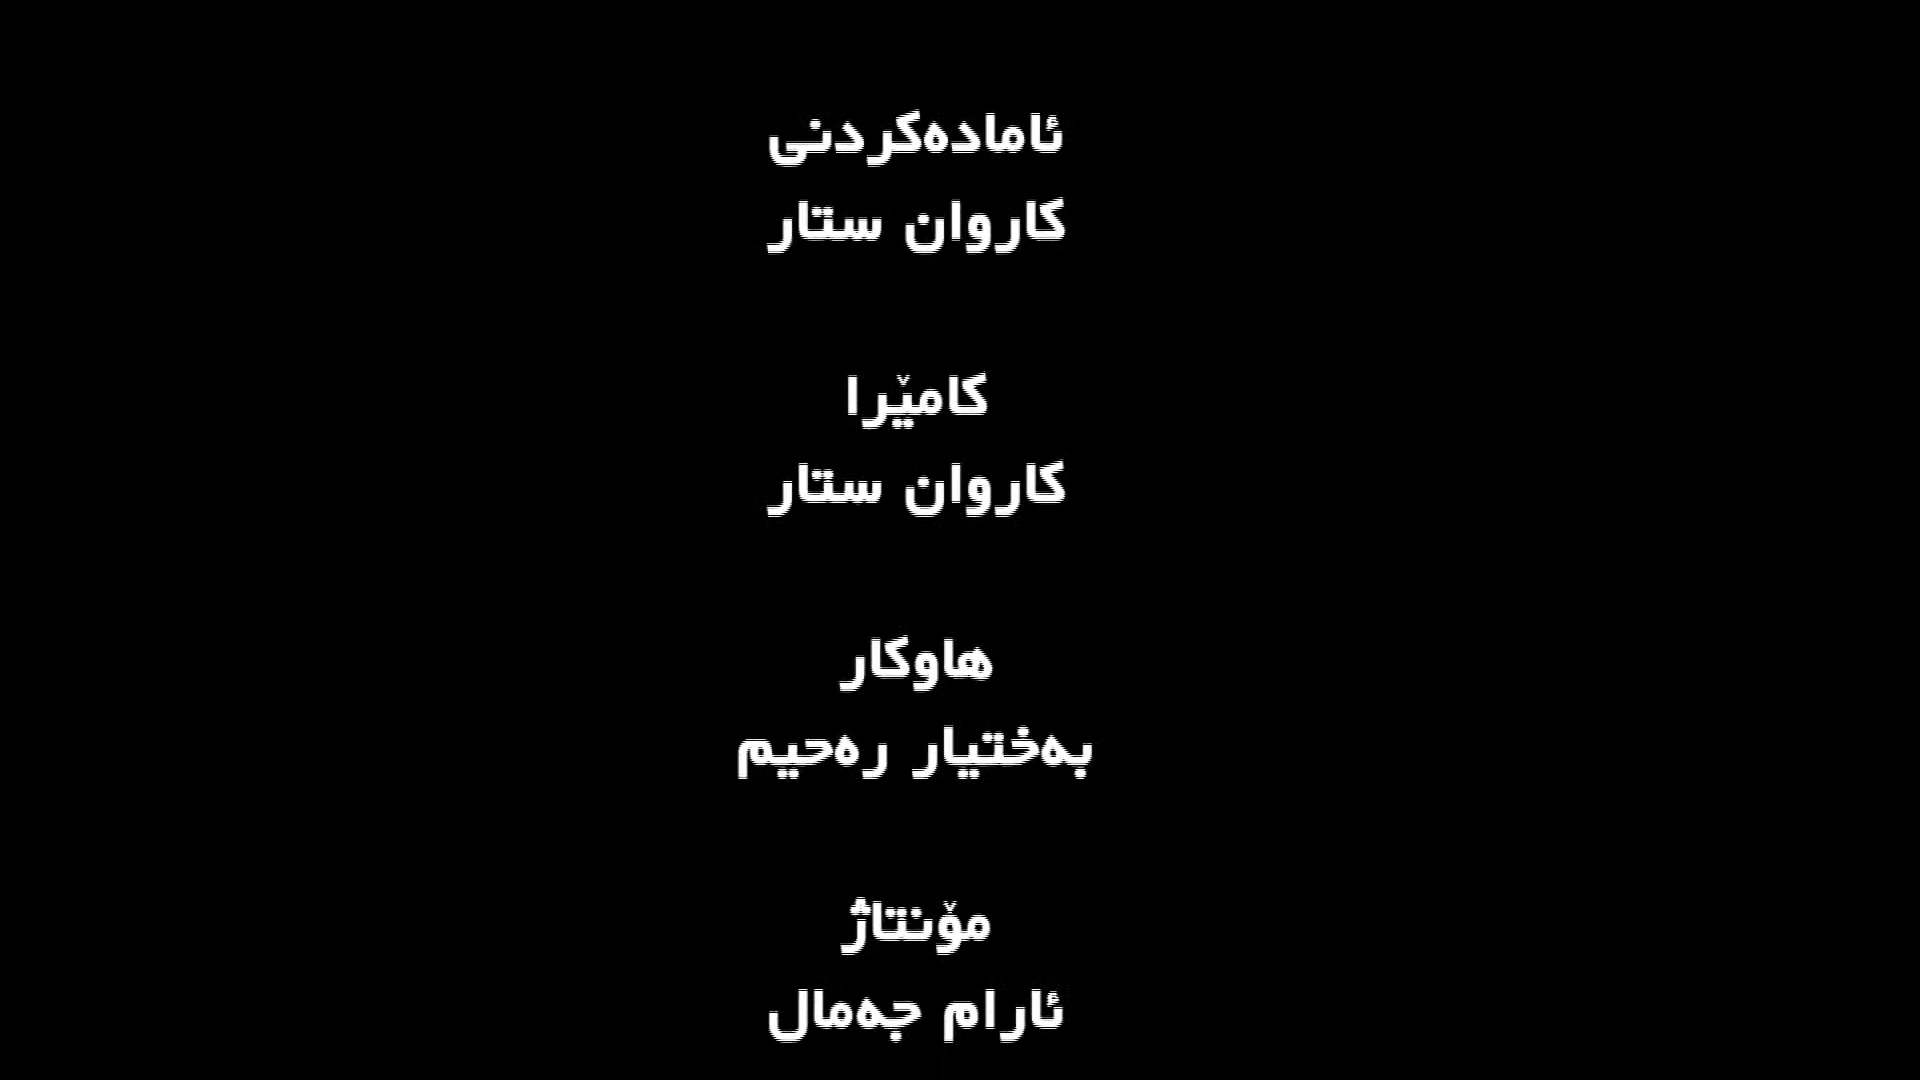 ئامادەکردنی
کاروان ستار
کامێرا
کاروان ستار
هاوکار
بەختیار رەحیم
مۆنتاژ
ئارام جەمال